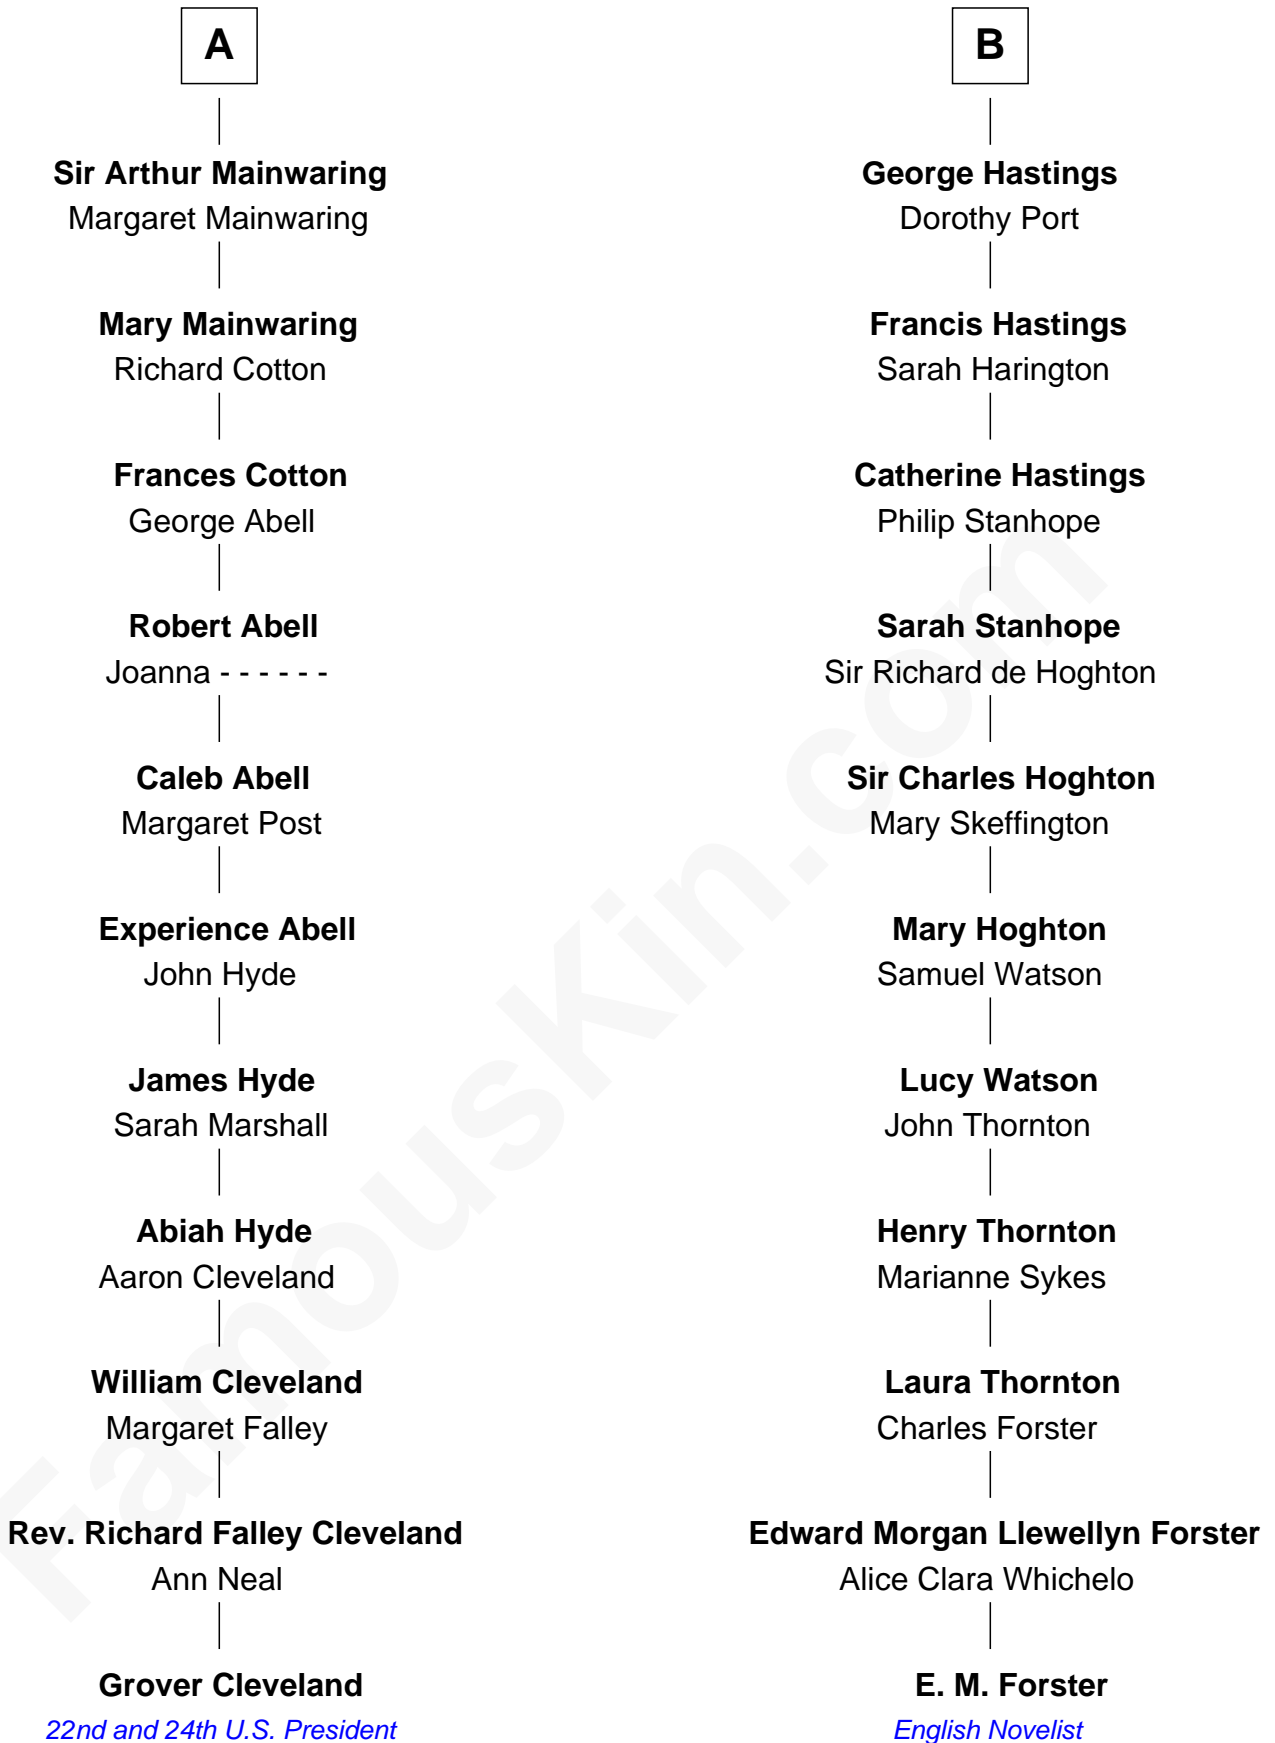 A
Sir Arthur Mainwaring
Margaret Mainwaring
Mary Mainwaring
Richard Cotton
Frances Cotton
George Abell
Robert Abell
Joanna - - - - - -
Caleb Abell
Margaret Post
Experience Abell
John Hyde
James Hyde
Sarah Marshall
Abiah Hyde
Aaron Cleveland
William Cleveland
Margaret Falley
Rev. Richard Falley Cleveland
Ann Neal
Grover Cleveland
22nd and 24th U.S. President
B
George Hastings
Dorothy Port
Francis Hastings
Sarah Harington
Catherine Hastings
Philip Stanhope
Sarah Stanhope
Sir Richard de Hoghton
Sir Charles Hoghton
Mary Skeffington
Mary Hoghton
Samuel Watson
Lucy Watson
John Thornton
Henry Thornton
Marianne Sykes
Laura Thornton
Charles Forster
Edward Morgan Llewellyn Forster
Alice Clara Whichelo
E. M. Forster
English Novelist
FamousKin.com